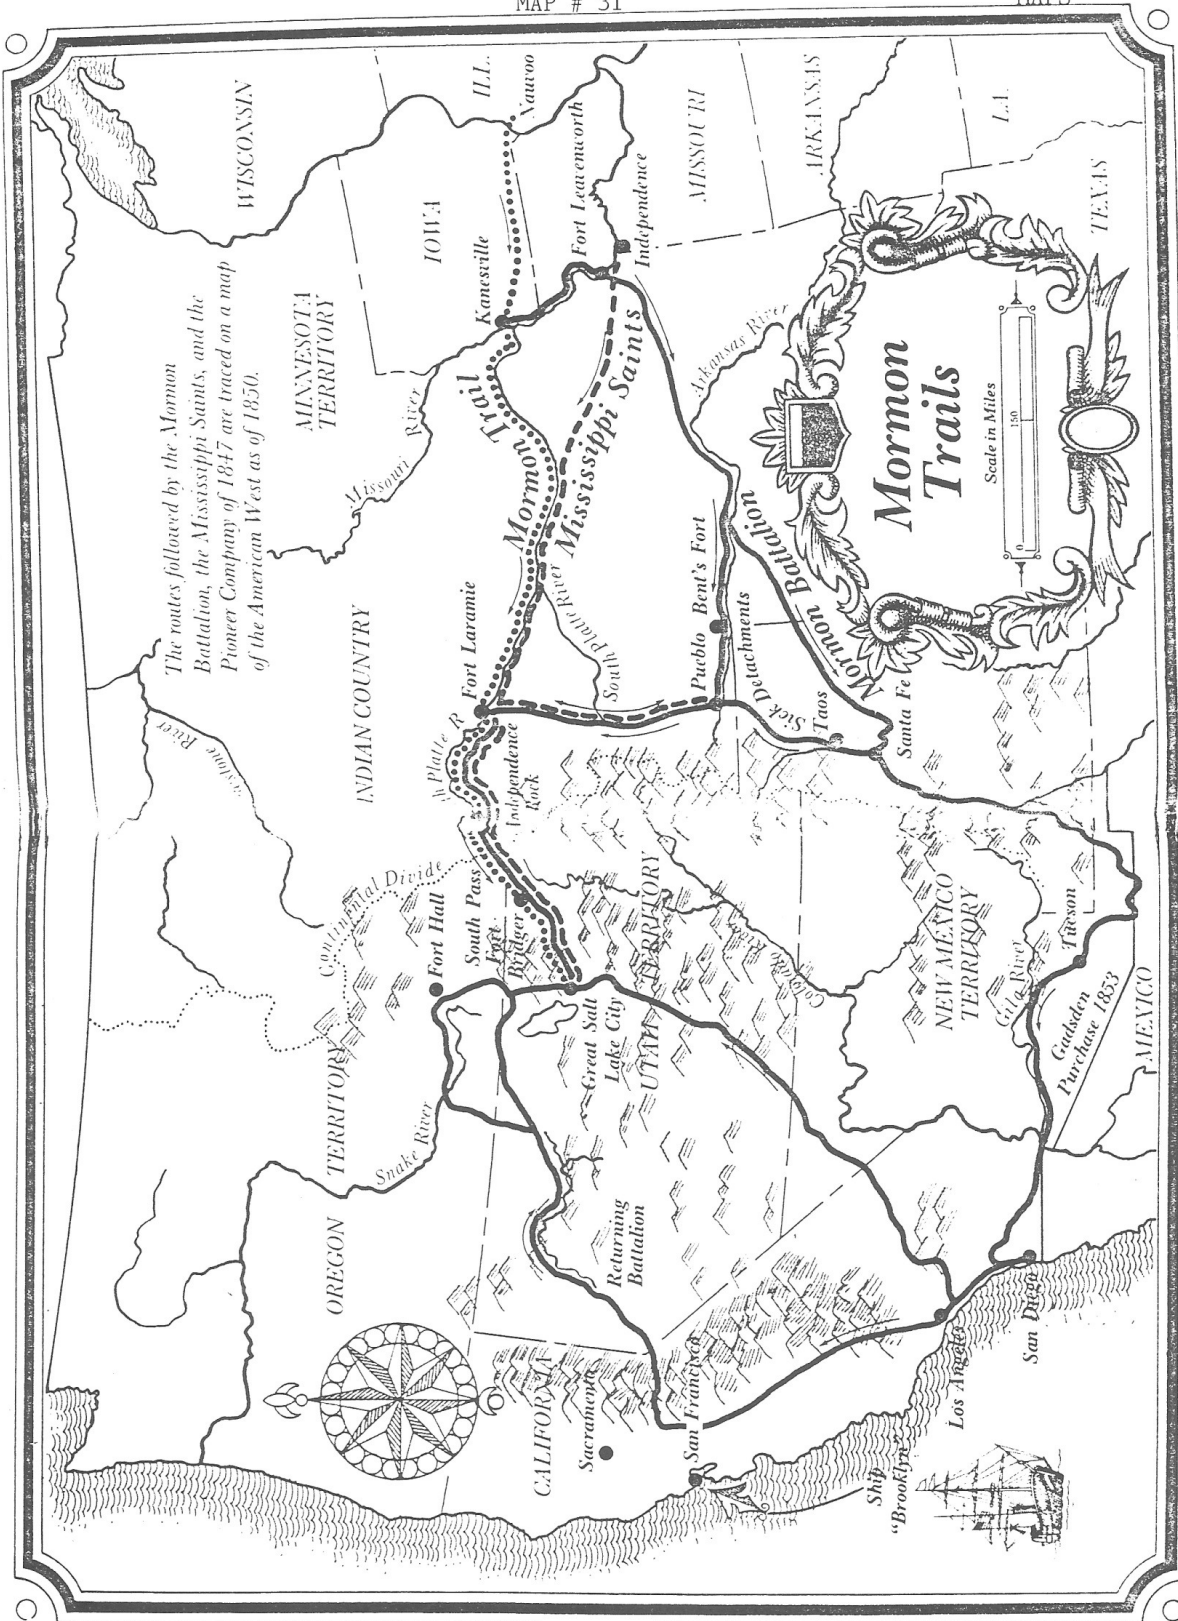 MAP # 31
MAPS
The routes followed by the Mormon
Battalion, the Mississippi Saints, and the
Pioneer Company of 1847 are traced on a map
of the American West as of 1850.
WISCONSIN
ILL.
Nauvoo
IOWA
MINNESOTA
TERRITORY
Missouri River
Kanesville
Fort Leavenworth
Independence
MISSOURI
ARKANSAS
LA.
TEXAS
Arkansas River
Mormon Trail
Mississippi Saints
Mormon Battalion
South Platte River
Bent's Fort
Pueblo
Sick Detachments
Taos
Santa Fe
Fort Laramie
INDIAN COUNTRY
River
Platte R
Independence
Rock
Continental Divide
South Pass
Fort
Bridger
Fort Hall
Great Salt
Lake City
UTAH TERRITORY
Colorado River
NEW MEXICO
TERRITORY
Gila River
Tucson
Gadsden
Purchase 1853
MEXICO
OREGON TERRITORY
Snake River
Returning
Battalion
CALIFORNIA
Sacramento
San Francisco
Los Angeles
San Diego
Ship
"Brooklyn"
Mormon
Trails
Scale in Miles
0 150